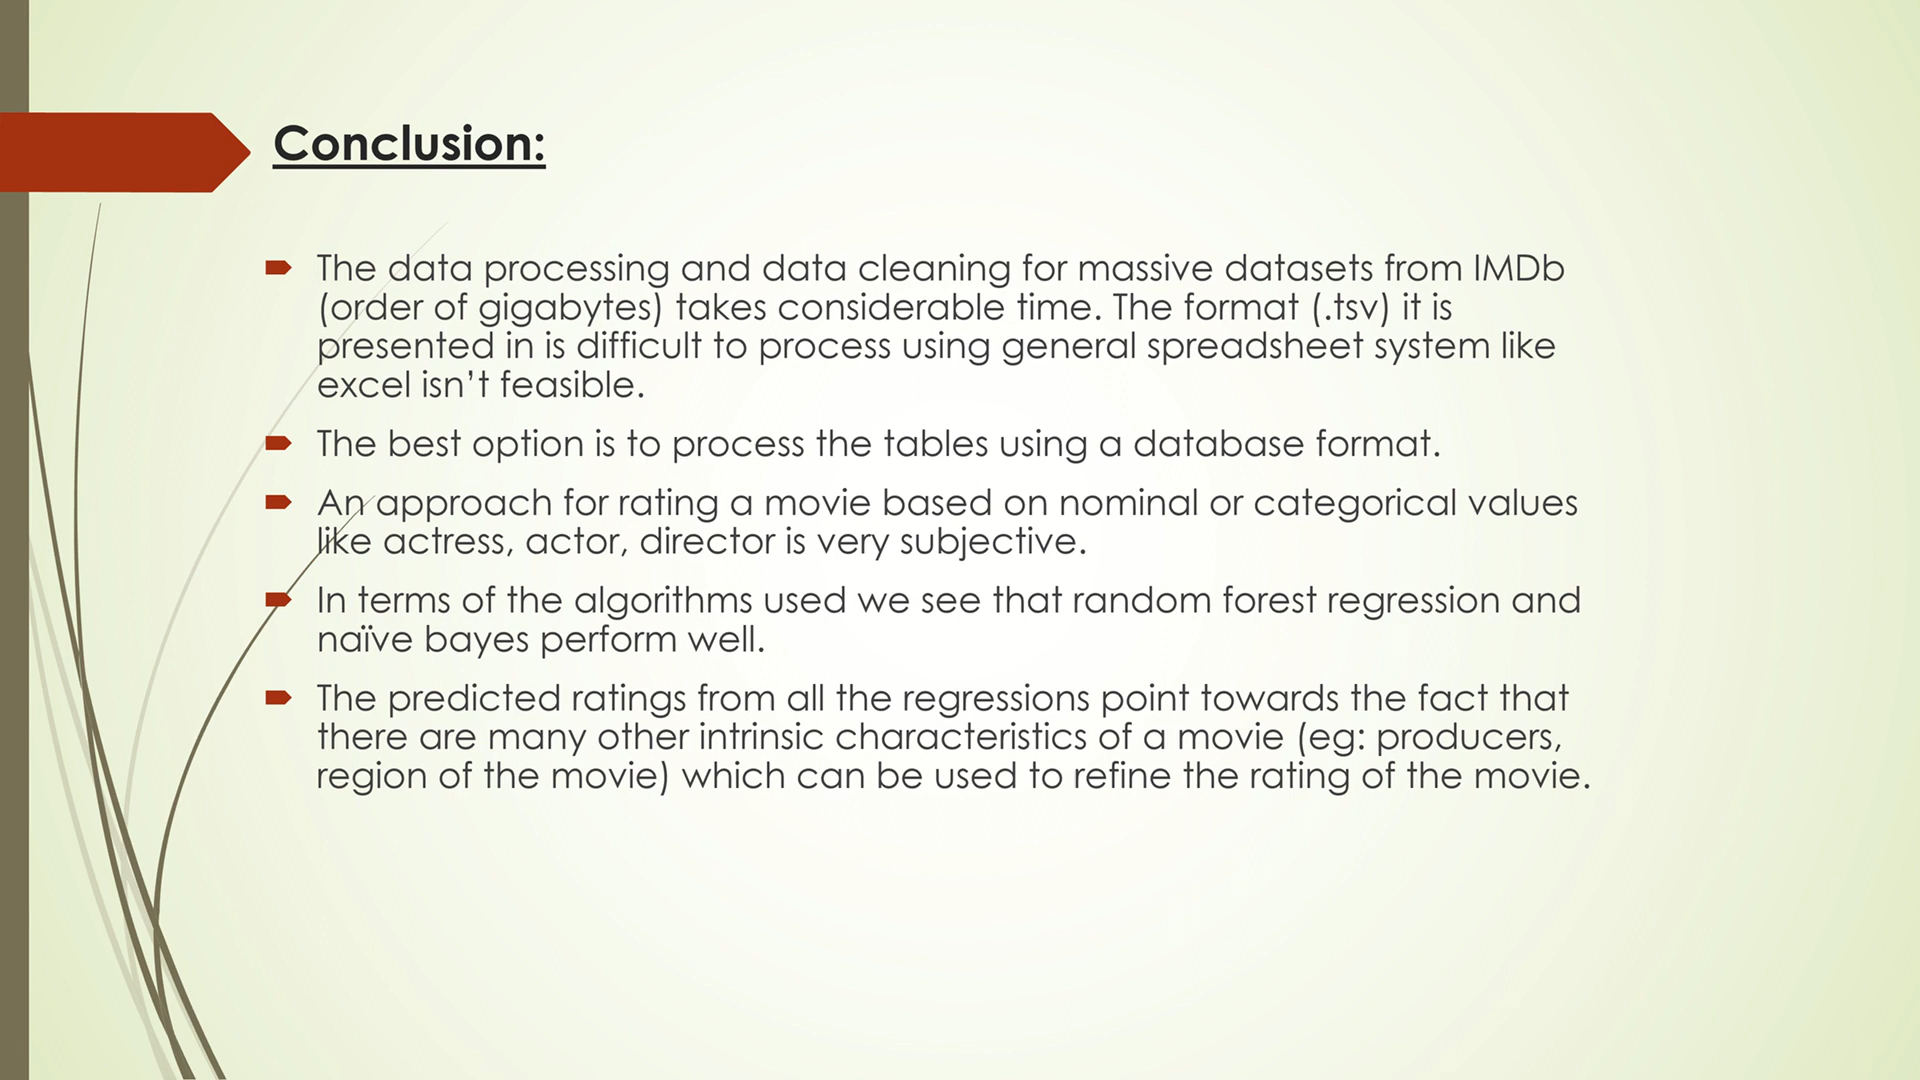 Conclusion:
The data processing and data cleaning for massive datasets from IMDb
(order of gigabytes) takes considerable time. The format (.tsv) it is
presented in is difficult to process using general spreadsheet system like
excel isn’t feasible.
The best option is to process the tables using a database format.
An approach for rating a movie based on nominal or categorical values
like actress, actor, director is very subjective.
In terms of the algorithms used we see that random forest regression and
naïve bayes perform well.
The predicted ratings from all the regressions point towards the fact that
there are many other intrinsic characteristics of a movie (eg: producers,
region of the movie) which can be used to refine the rating of the movie.